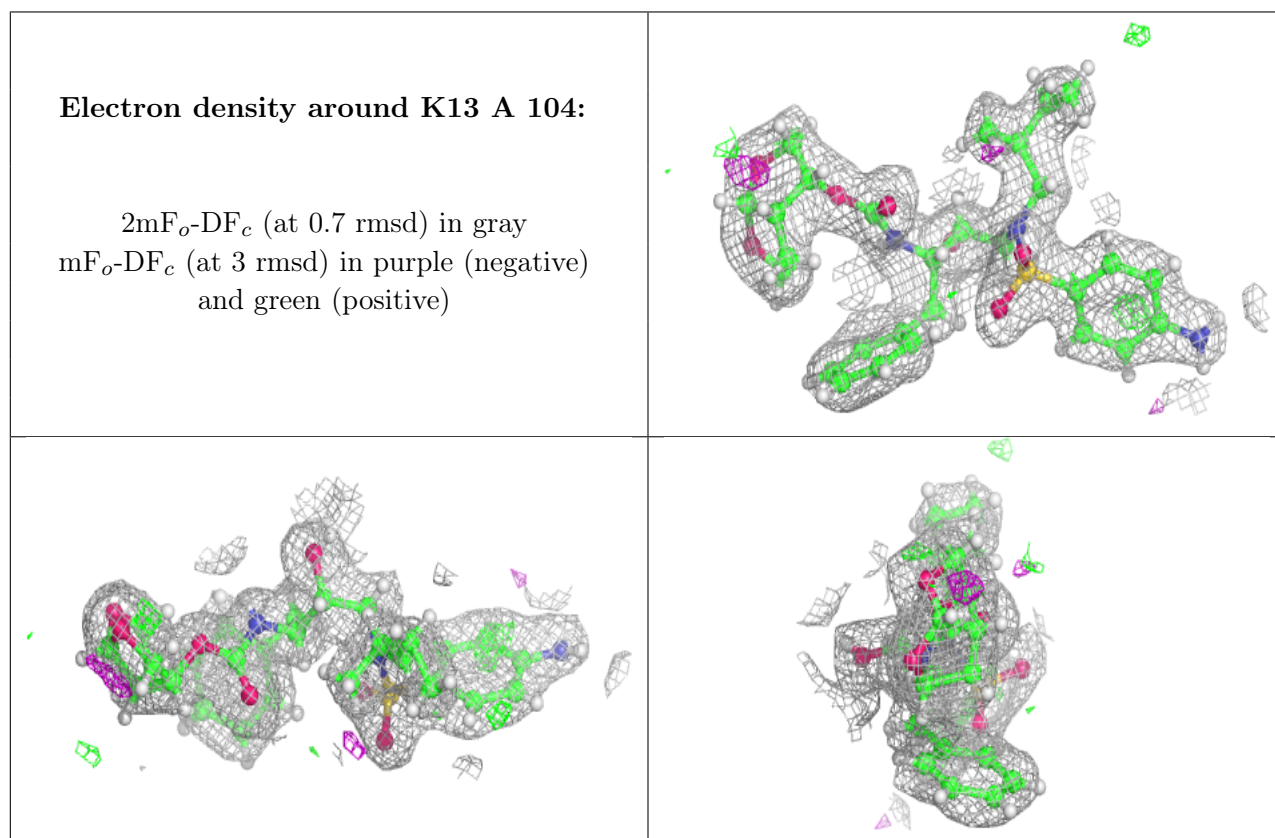 Electron density around K13 A 104:
2mFo-DFc (at 0.7 rmsd) in gray
mFo-DFc (at 3 rmsd) in purple (negative)
and green (positive)